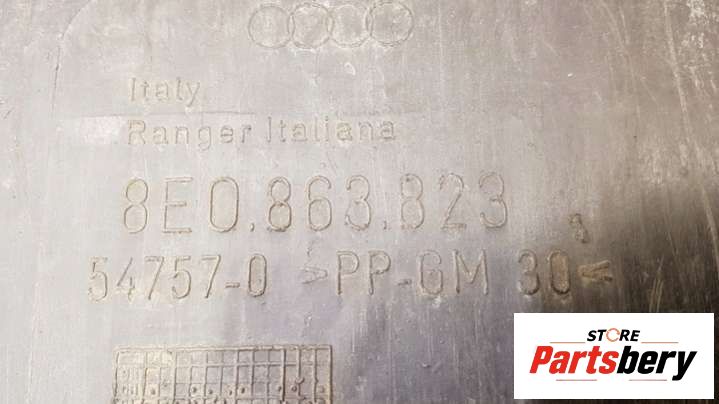 Italy
Ranger Italiana
8E0.863.823
54757-0 >PP-GM 30<
STORE
Partsbery